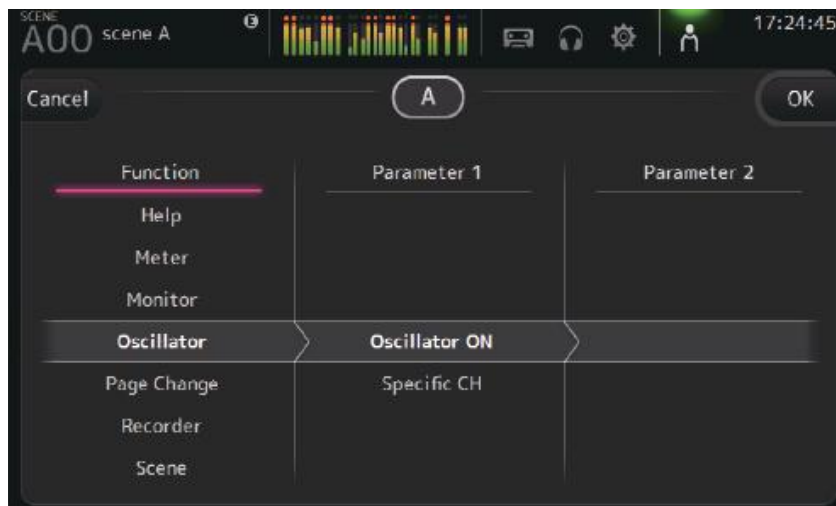 SCENE
A00 scene A E 17:24:45
Cancel A OK
Function Parameter 1 Parameter 2
Help
Meter
Monitor
Oscillator Oscillator ON
Page Change Specific CH
Recorder
Scene